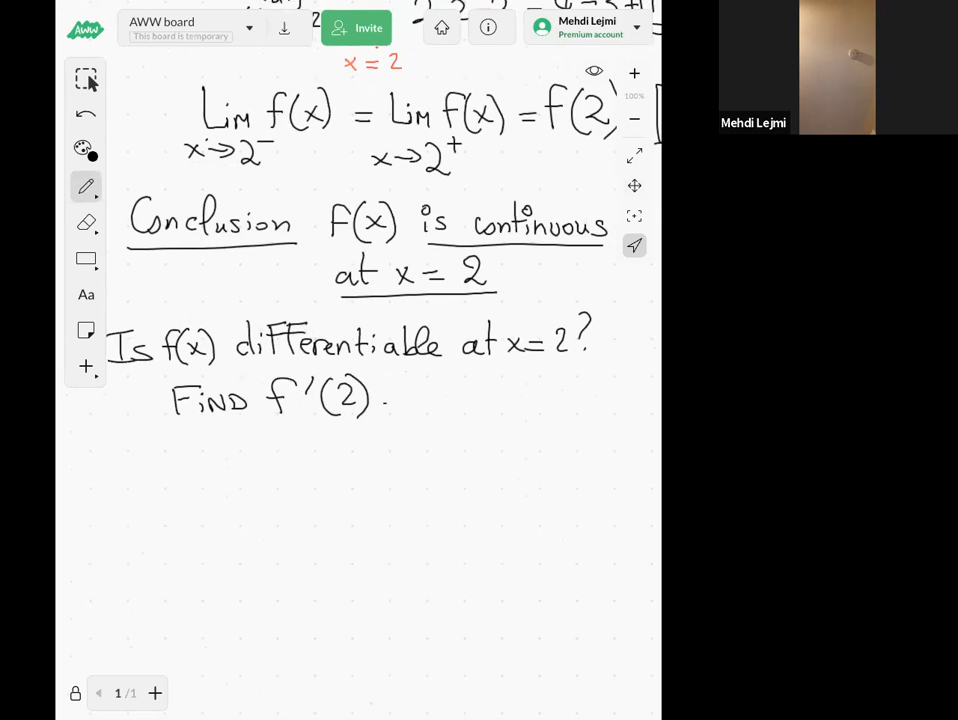 AWW board
This board is temporary
Invite
Mehdi Lejmi
Premium account
x = 2
Lim f(x) = Lim f(x) = f(2)
x→2⁻ x→2⁺
100%
Mehdi Lejmi
Conclusion f(x) is continuous
at x = 2
Is f(x) differentiable at x = 2?
Find f'(2).
Aa
1/1